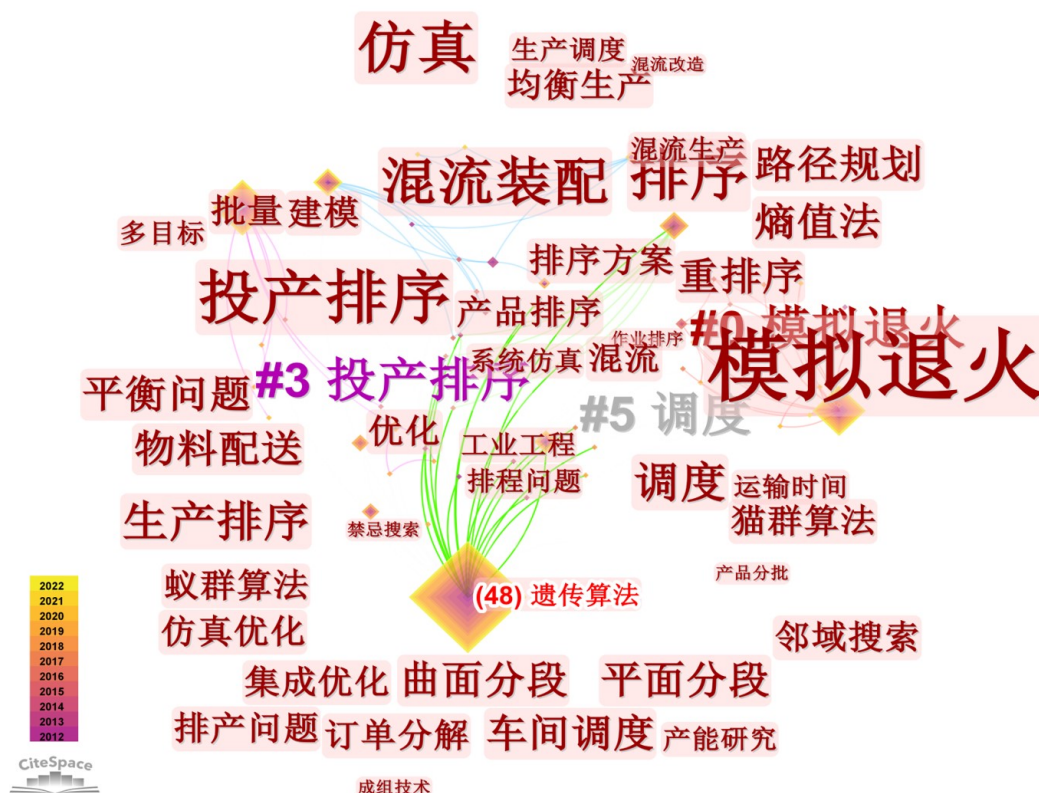 仿真
生产调度
混流改造
均衡生产
混流生产
混流装配
排序
路径规划
批量
建模
多目标
熵值法
排序方案
重排序
投产排序
产品排序
#0 模拟退火
作业排序
模拟退火
系统仿真
混流
#3 投产排序
平衡问题
#5 调度
优化
物料配送
工业工程
排程问题
调度
运输时间
生产排序
猫群算法
禁忌搜索
产品分批
蚁群算法
(48) 遗传算法
仿真优化
邻域搜索
集成优化
曲面分段
平面分段
排产问题
订单分解
车间调度
产能研究
成组技术
2022
2021
2020
2019
2018
2017
2016
2015
2014
2013
2012
CiteSpace